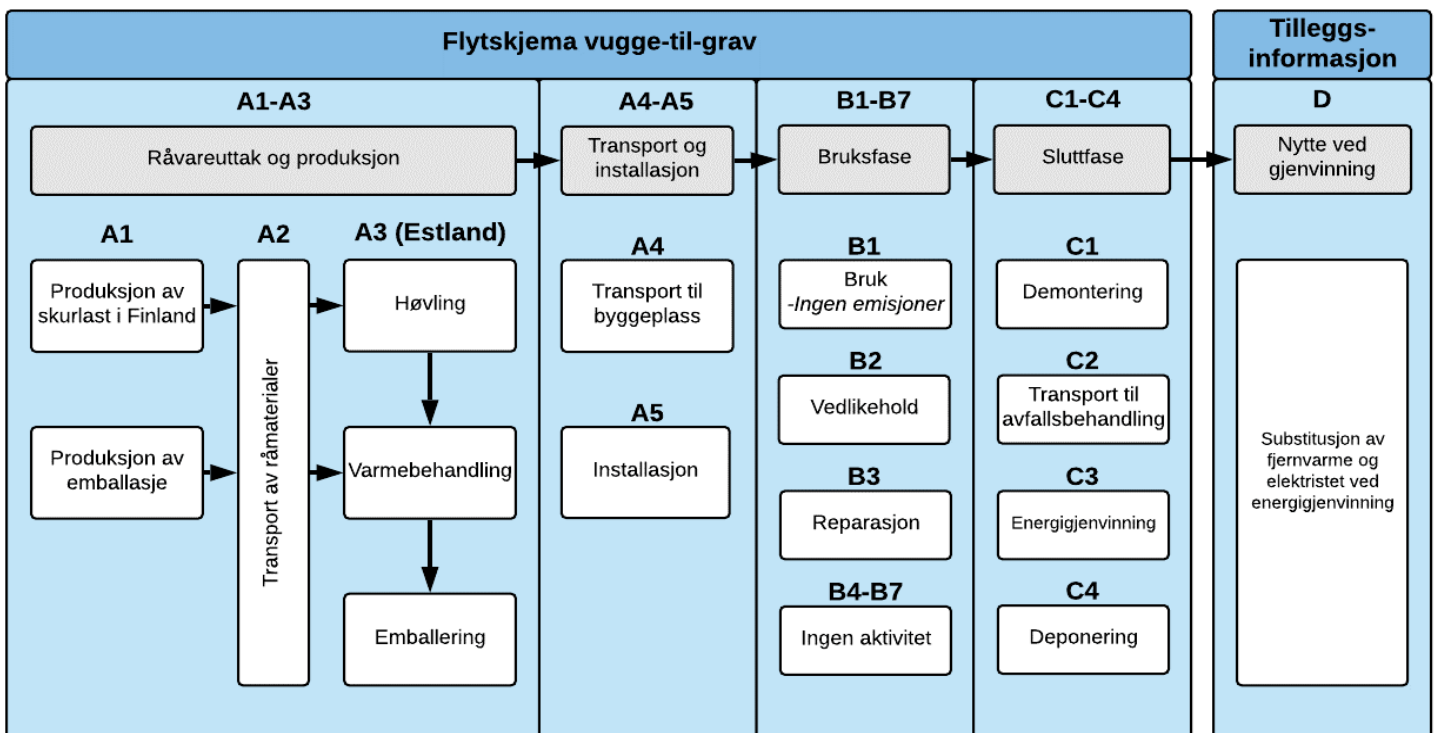 Flytskjema vugge-til-grav
Tilleggs-
informasjon
A1-A3
Råvareuttak og produksjon
A1
Produksjon av
skurlast i Finland
Produksjon av
emballasje
A2
Transport av råmaterialer
A3 (Estland)
Høvling
Varmebehandling
Emballering
A4-A5
Transport og
installasjon
A4
Transport til
byggeplass
A5
Installasjon
B1-B7
Bruksfase
B1
Bruk
-Ingen emisjoner
B2
Vedlikehold
B3
Reparasjon
B4-B7
Ingen aktivitet
C1-C4
Sluttfase
C1
Demontering
C2
Transport til
avfallsbehandling
C3
Energigjenvinning
C4
Deponering
D
Nytte ved
gjenvinning
Substitusjon av
fjernvarme og
elektristet ved
energigjenvinning